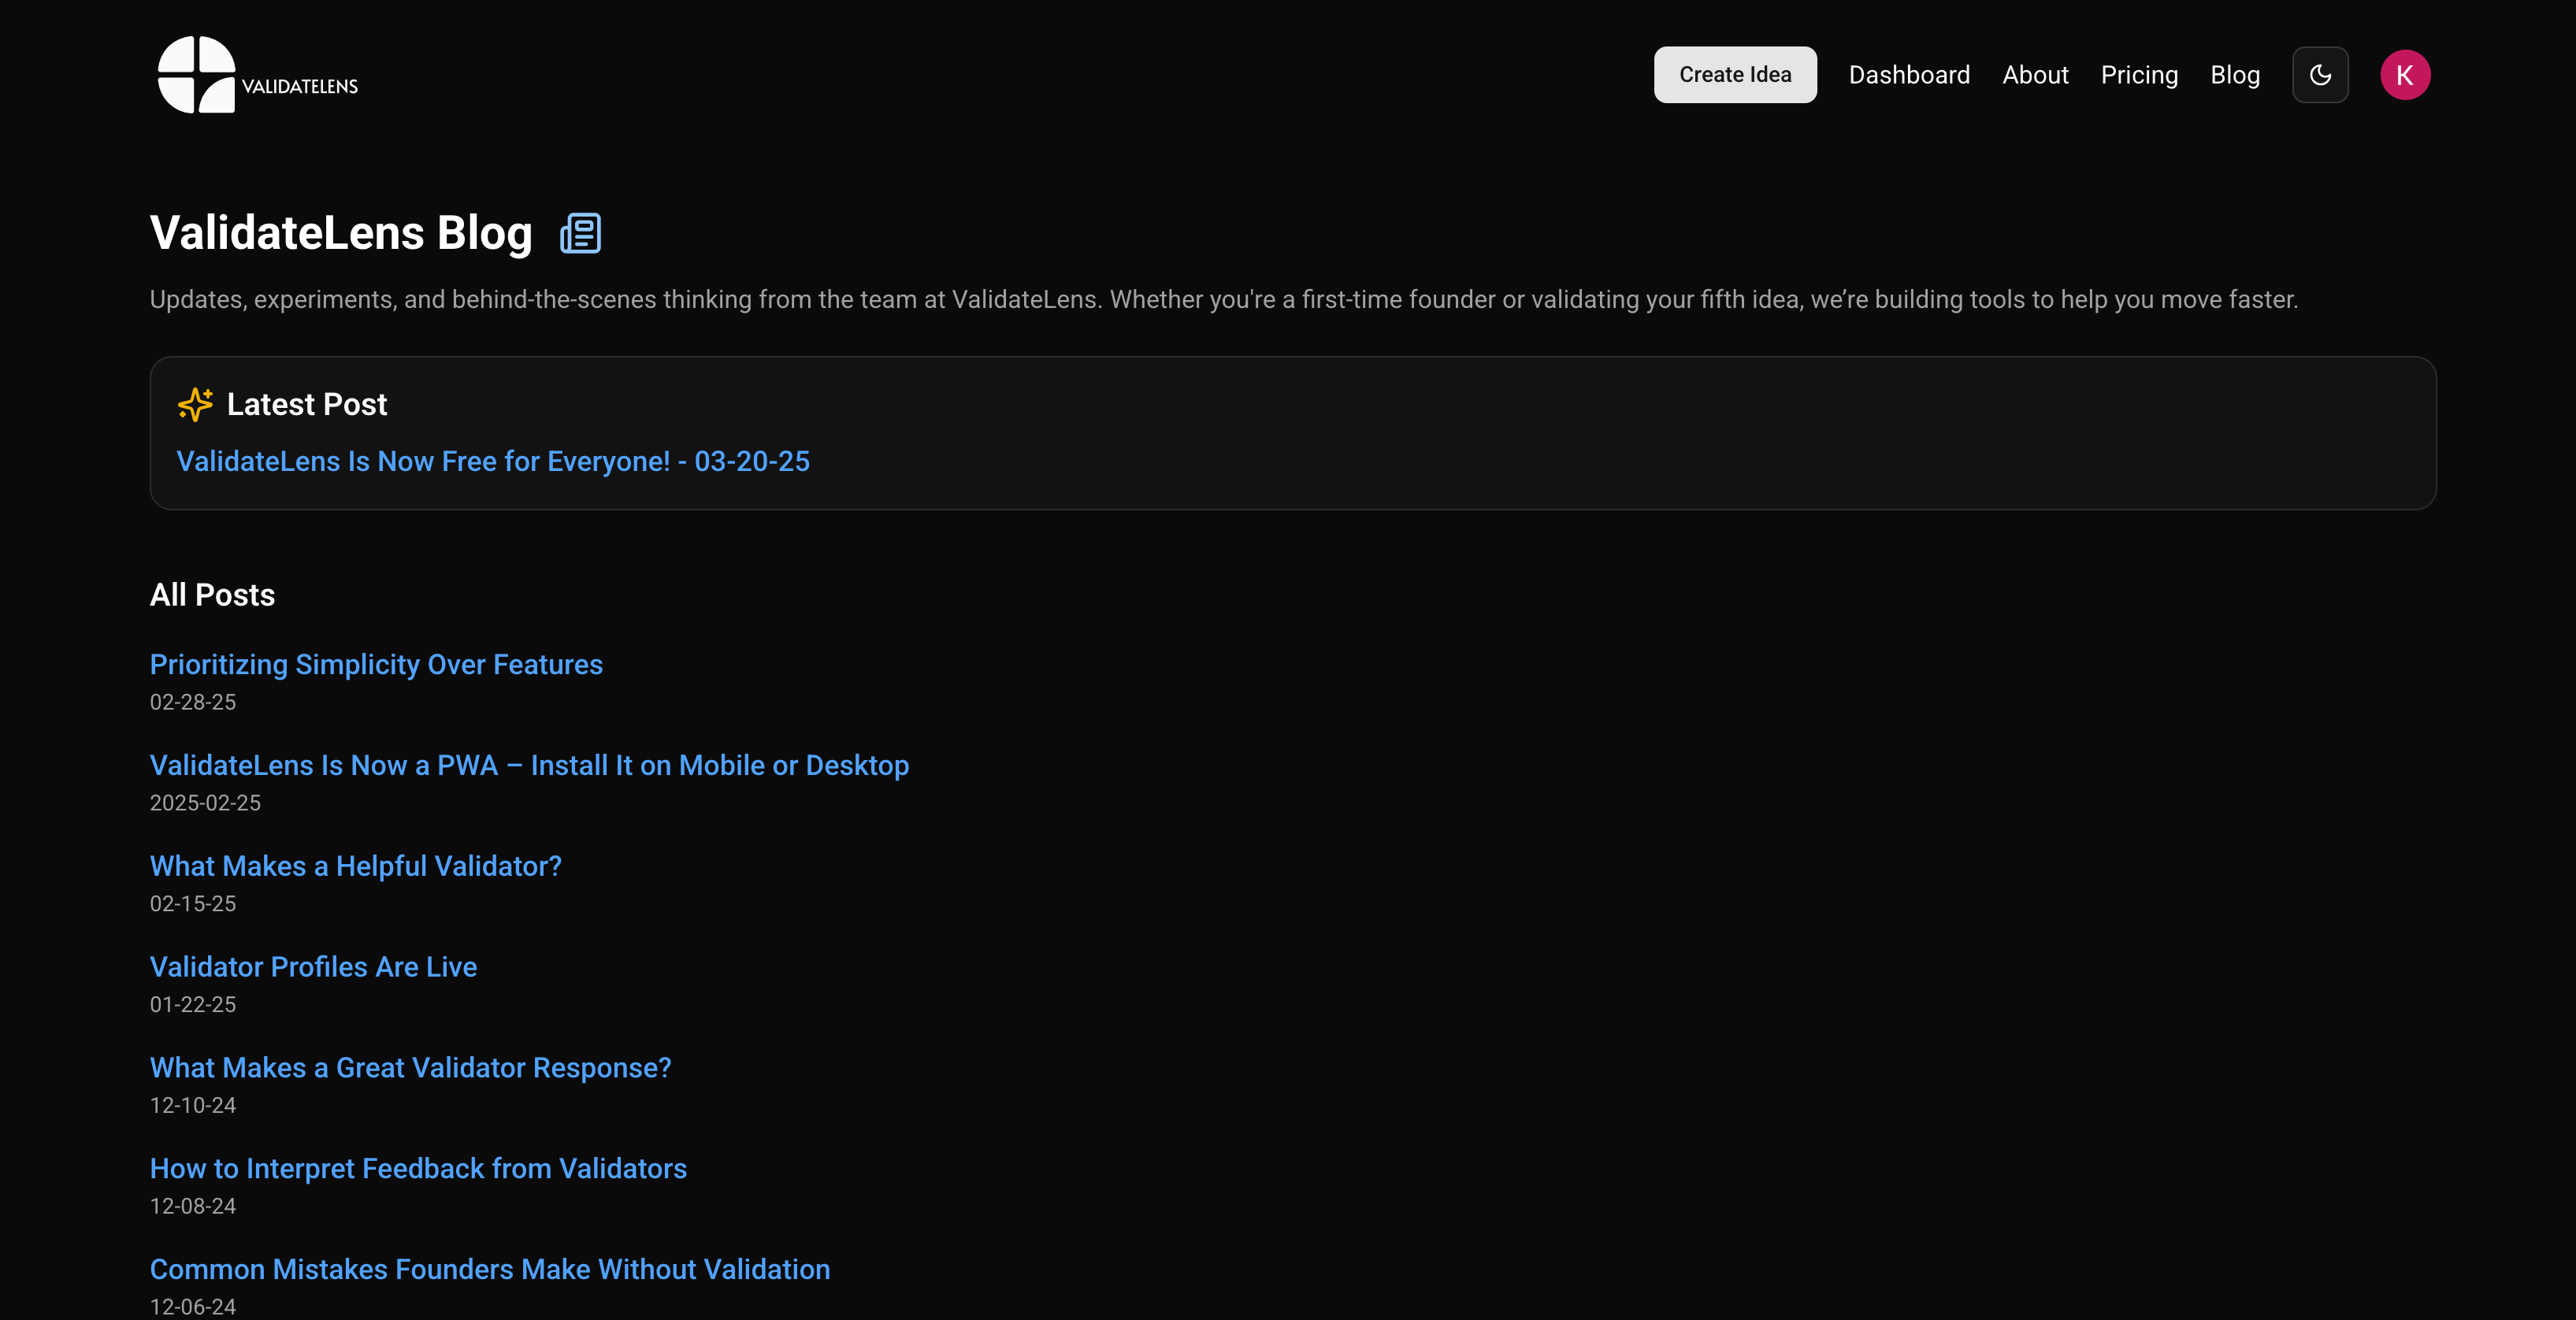 VALIDATELENS
Create Idea
Dashboard
About
Pricing
Blog
K
ValidateLens Blog
Updates, experiments, and behind-the-scenes thinking from the team at ValidateLens. Whether you're a first-time founder or validating your fifth idea, we’re building tools to help you move faster.
Latest Post
ValidateLens Is Now Free for Everyone! - 03-20-25
All Posts
Prioritizing Simplicity Over Features
02-28-25
ValidateLens Is Now a PWA – Install It on Mobile or Desktop
2025-02-25
What Makes a Helpful Validator?
02-15-25
Validator Profiles Are Live
01-22-25
What Makes a Great Validator Response?
12-10-24
How to Interpret Feedback from Validators
12-08-24
Common Mistakes Founders Make Without Validation
12-06-24